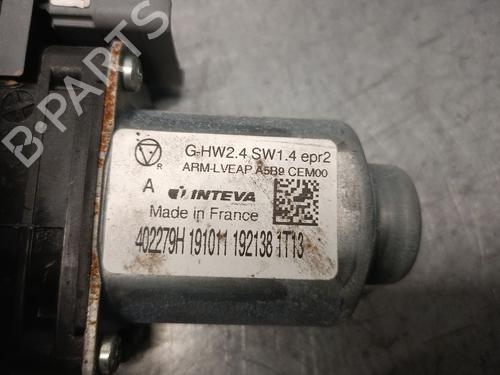 G-HW2.4 SW1.4 epr2
R ARM-LVEAP A5B9 CEM00
A INTEVA
Made in France
402279H 191011 192138 1T13
B-PARTS